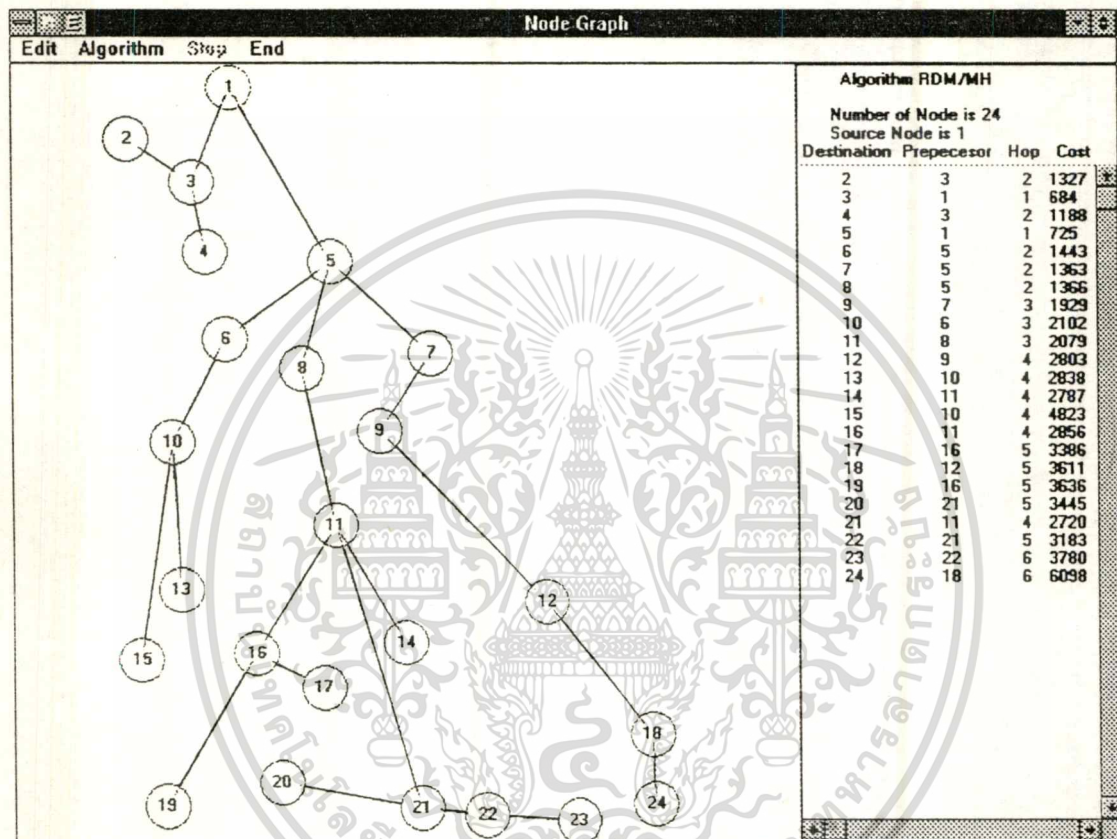 Node Graph
Edit Algorithm Stop End
Algorithm RDM/MH
Number of Node is 24
Source Node is 1
Destination Prepecesor Hop Cost
2 3 2 1327
3 1 1 684
4 3 2 1188
5 1 1 725
6 5 2 1443
7 5 2 1363
8 5 2 1366
9 7 3 1929
10 6 3 2102
11 8 3 2079
12 9 4 2803
13 10 4 2838
14 11 4 2787
15 10 4 4823
16 11 4 2856
17 16 5 3386
18 12 5 3611
19 16 5 3636
20 21 5 3445
21 11 4 2720
22 21 5 3183
23 22 6 3780
24 18 6 6098
1
2
3
4
5
6
7
8
9
10
11
13
12
14
15
16
17
18
20
19
21
22
23
24